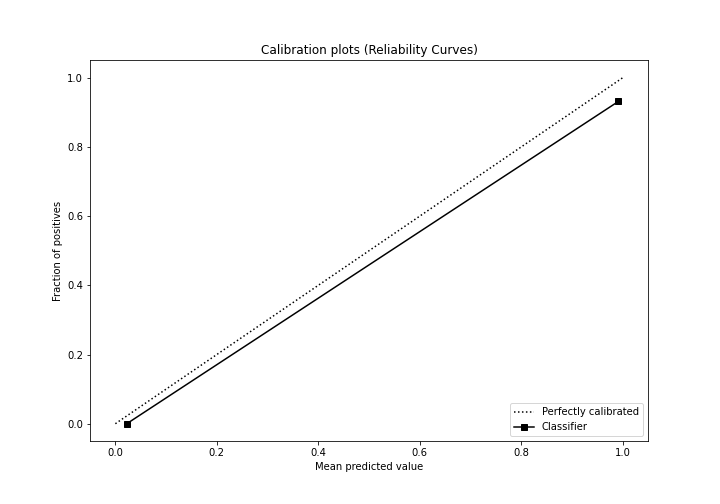 Calibration plots (Reliability Curves)
1.0
0.8
0.6
0.4
0.2
0.0
Fraction of positives
0.0 0.2 0.4 0.6 0.8 1.0
Mean predicted value
Perfectly calibrated
Classifier